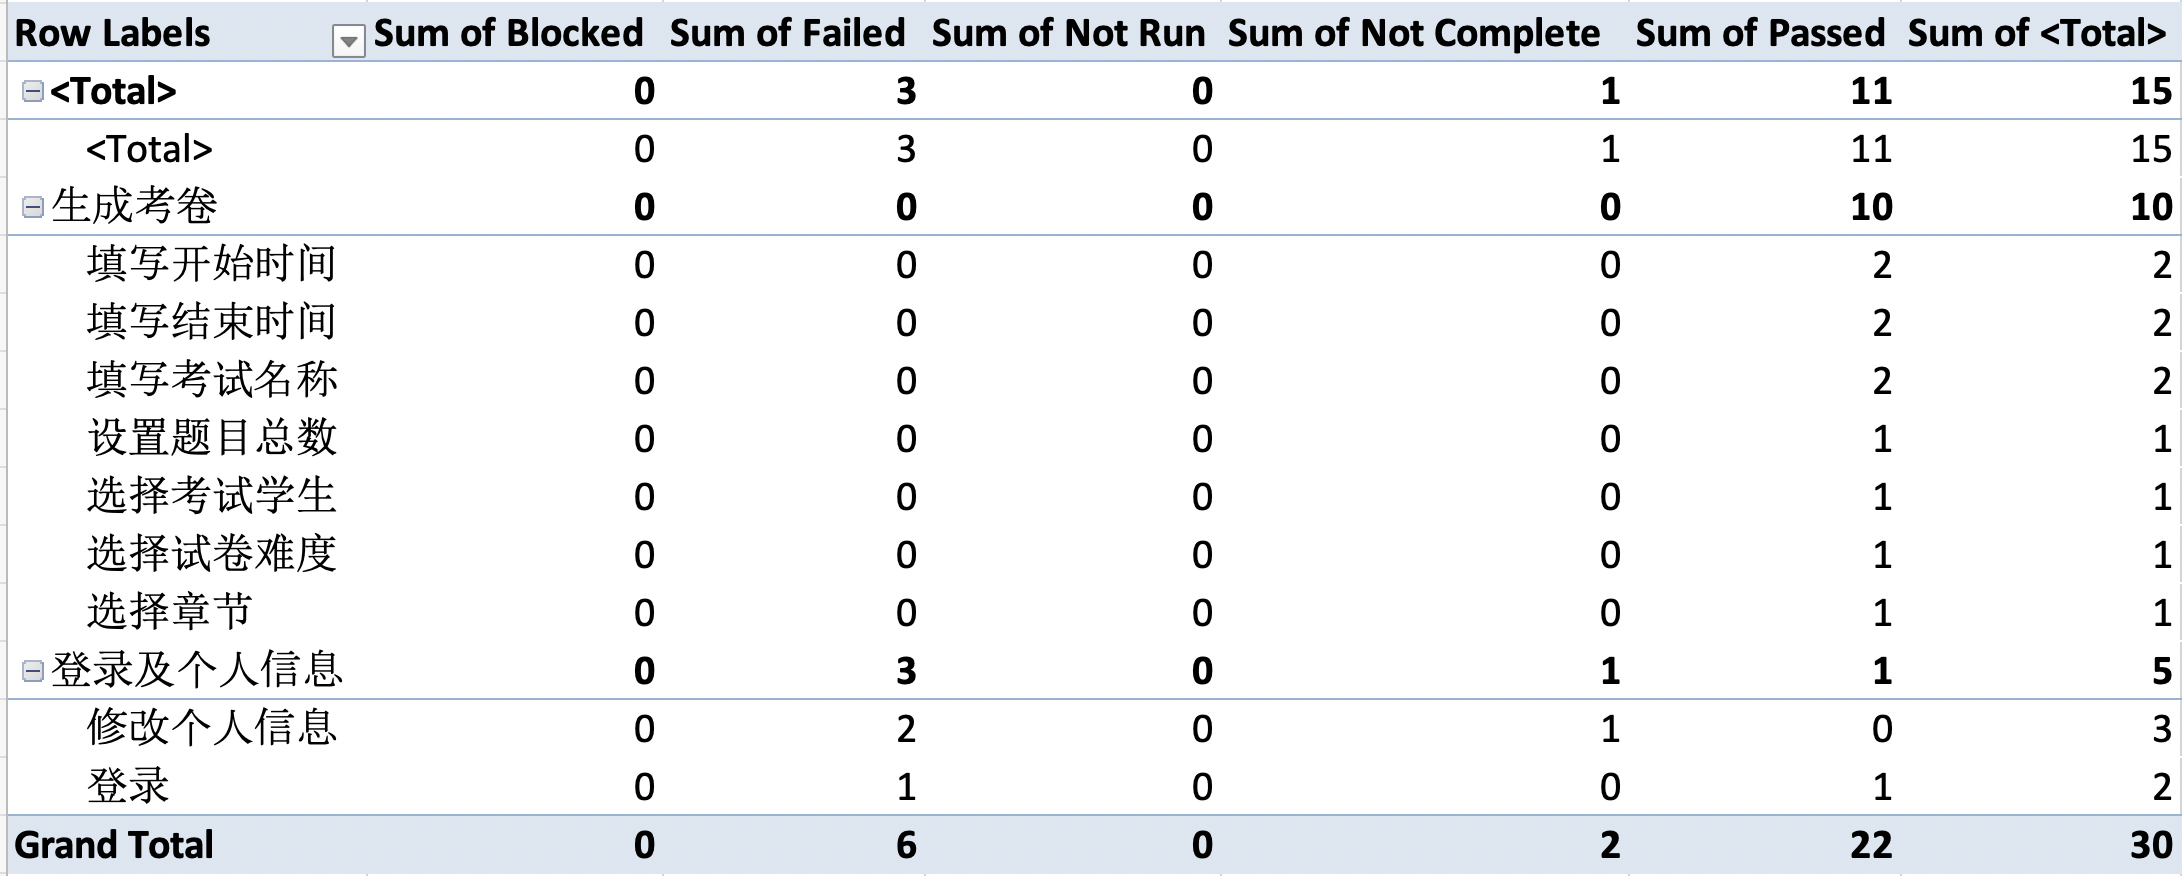 Row Labels Sum of Blocked Sum of Failed Sum of Not Run Sum of Not Complete Sum of Passed Sum of <Total>
<Total> 0 3 0 1 11 15
<Total> 0 3 0 1 11 15
生成考卷 0 0 0 0 10 10
填写开始时间 0 0 0 0 2 2
填写结束时间 0 0 0 0 2 2
填写考试名称 0 0 0 0 2 2
设置题目总数 0 0 0 0 1 1
选择考试学生 0 0 0 0 1 1
选择试卷难度 0 0 0 0 1 1
选择章节 0 0 0 0 1 1
登录及个人信息 0 3 0 1 1 5
修改个人信息 0 2 0 1 0 3
登录 0 1 0 0 1 2
Grand Total 0 6 0 2 22 30